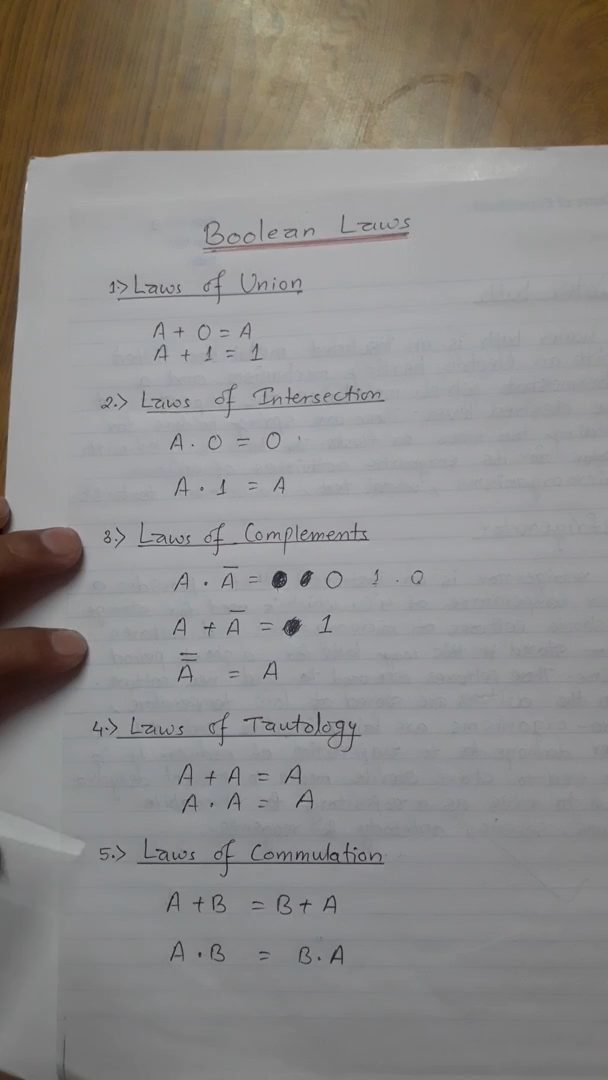 Boolean Laws
1.> Laws of Union
A + 0 = A
A + 1 = 1
2.> Laws of Intersection
A . 0 = 0
A . 1 = A
3.> Laws of Complements
A . A̅ = 0 1 . 0
A + A̅ = 1
A̿ = A
4.> Laws of Tautology
A + A = A
A . A = A
5.> Laws of Commulation
A + B = B + A
A . B = B . A